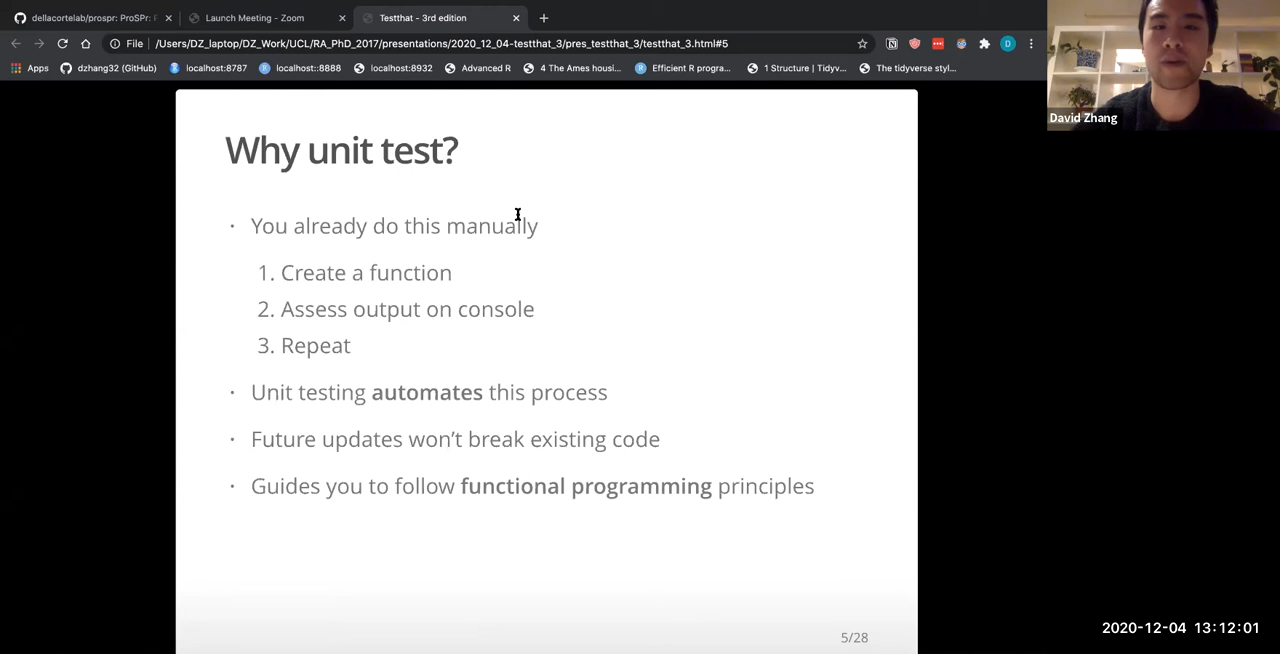 dellacortelab/prospr: ProSPr: P
Launch Meeting - Zoom
Testthat - 3rd edition
File
/Users/DZ_laptop/DZ_Work/UCL/RA_PhD_2017/presentations/2020_12_04-testthat_3/pres_testthat_3/testthat_3.html#5
D
Apps
dzhang32 (GitHub)
localhost:8787
localhost::8888
localhost:8932
Advanced R
4 The Ames housi...
Efficient R progra...
1 Structure | Tidyv...
The tidyverse styl...
David Zhang
Why unit test?
• You already do this manually
1. Create a function
2. Assess output on console
3. Repeat
• Unit testing automates this process
• Future updates won't break existing code
• Guides you to follow functional programming principles
5/28
2020-12-04 13:12:01